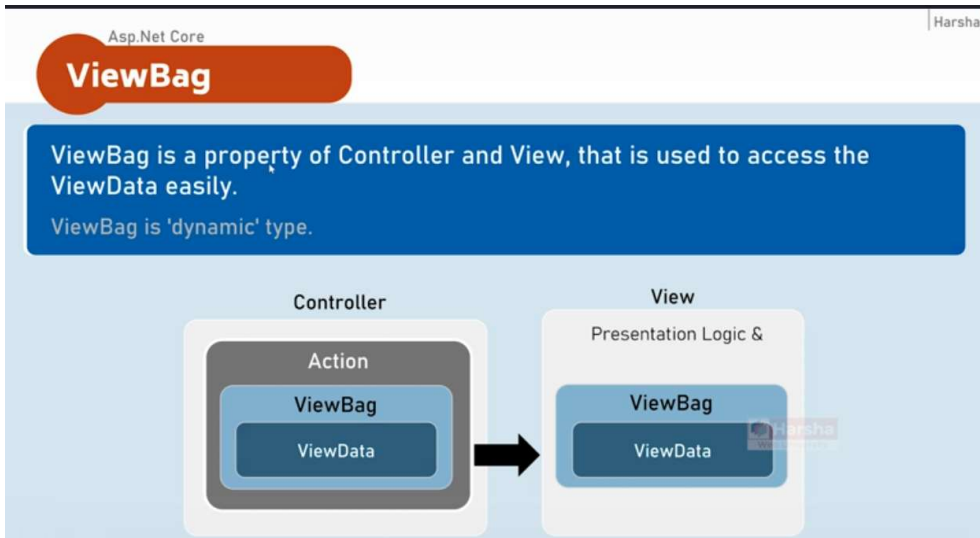 Harsha
Asp.Net Core
ViewBag
ViewBag is a property of Controller and View, that is used to access the
ViewData easily.
ViewBag is 'dynamic' type.
Controller
View
Action
ViewBag
ViewData
Presentation Logic &
ViewBag
ViewData
Harsha